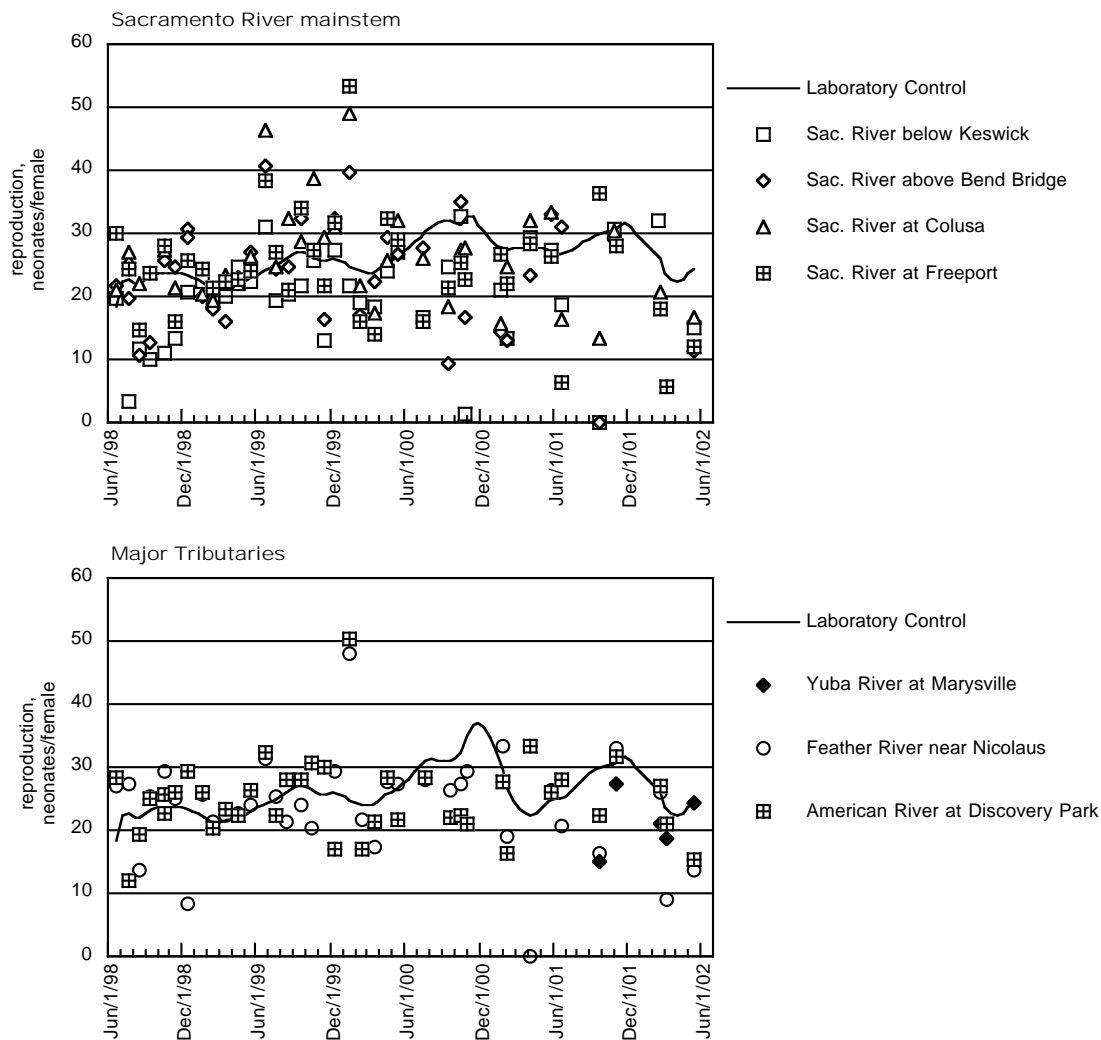 Sacramento River mainstem
60
50
40
30
20
10
0
reproduction,
neonates/female
Jun/1/98
Dec/1/98
Jun/1/99
Dec/1/99
Jun/1/00
Dec/1/00
Jun/1/01
Dec/1/01
Jun/1/02
Laboratory Control
Sac. River below Keswick
Sac. River above Bend Bridge
Sac. River at Colusa
Sac. River at Freeport
Major Tributaries
60
50
40
30
20
10
0
reproduction,
neonates/female
Jun/1/98
Dec/1/98
Jun/1/99
Dec/1/99
Jun/1/00
Dec/1/00
Jun/1/01
Dec/1/01
Jun/1/02
Laboratory Control
Yuba River at Marysville
Feather River near Nicolaus
American River at Discovery Park